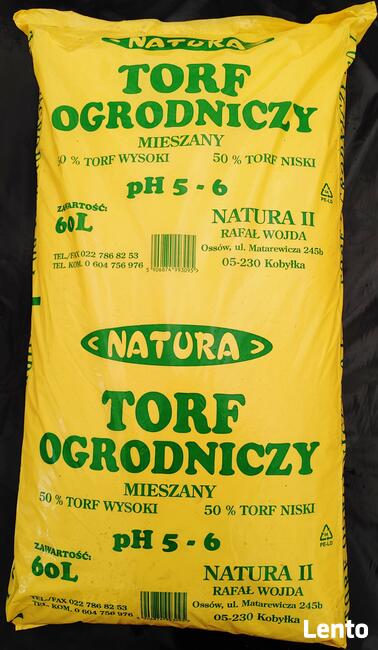 NATURA
TORF
OGRODNICZY
MIESZANY
50 % TORF WYSOKI 50 % TORF NISKI
pH 5 - 6
ZAWARTOŚĆ:
60L
NATURA II
RAFAŁ WOJDA
Ossów, ul. Matarewicza 245b
05-230 Kobyłka
TEL./FAX 022 786 82 53
TEL. KOM. 0 604 756 976
5 906874 993095
PE-LD
NATURA
TORF
OGRODNICZY
MIESZANY
50 % TORF WYSOKI 50 % TORF NISKI
pH 5 - 6
ZAWARTOŚĆ:
60L
NATURA II
RAFAŁ WOJDA
Ossów, ul. Matarewicza 245b
05-230 Kobyłka
TEL./FAX 022 786 82 53
TEL. KOM. 0 604 756 976
PE-LD
Lento